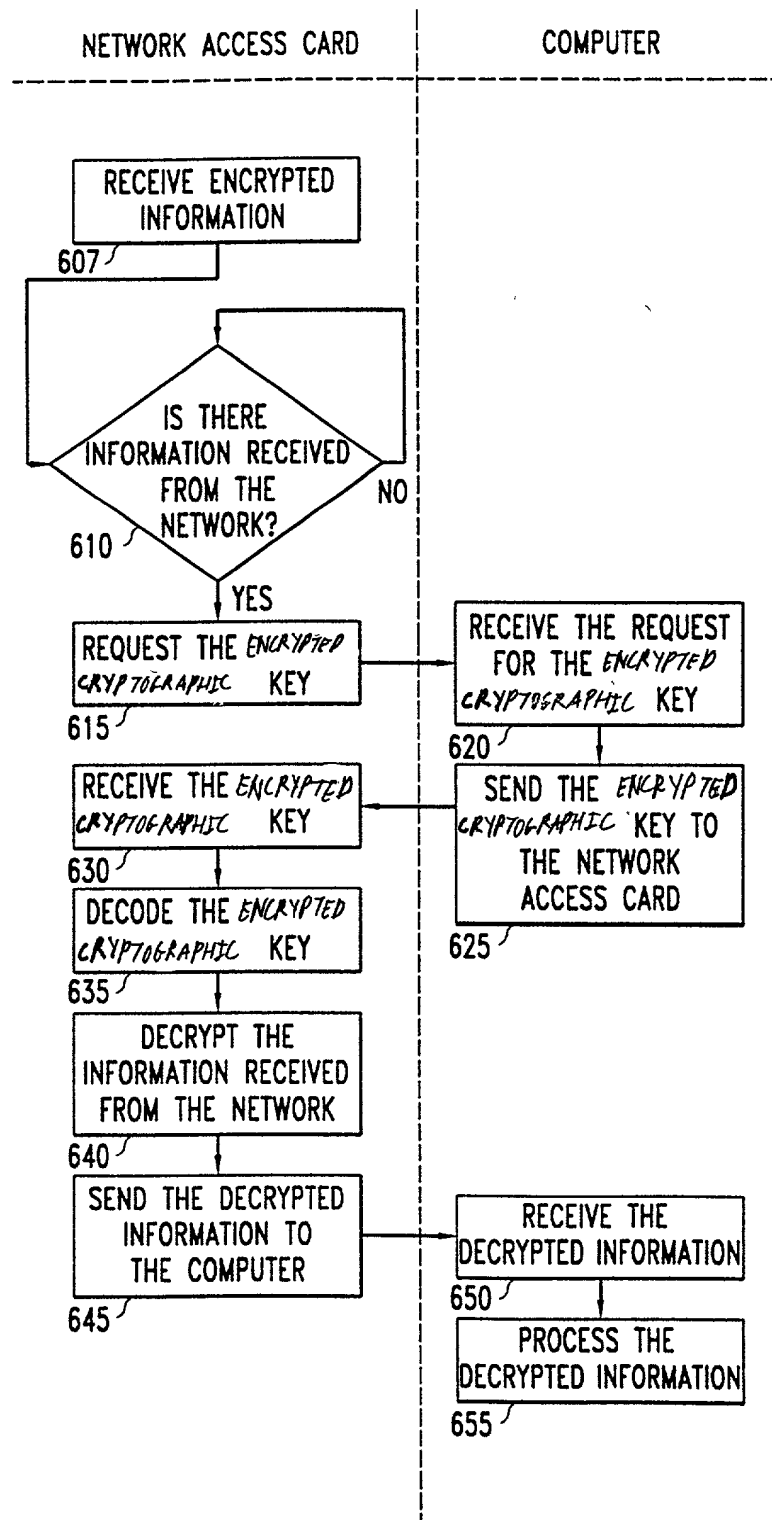 NETWORK ACCESS CARD
COMPUTER
RECEIVE ENCRYPTED
INFORMATION
607
IS THERE
INFORMATION RECEIVED
FROM THE
NETWORK?
NO
610
YES
REQUEST THE ENCRYPTED
CRYPTOGRAPHIC KEY
615
RECEIVE THE REQUEST
FOR THE ENCRYPTED
CRYPTOGRAPHIC KEY
620
SEND THE ENCRYPTED
CRYPTOGRAPHIC KEY TO
THE NETWORK
ACCESS CARD
625
RECEIVE THE ENCRYPTED
CRYPTOGRAPHIC KEY
630
DECODE THE ENCRYPTED
CRYPTOGRAPHIC KEY
635
DECRYPT THE
INFORMATION RECEIVED
FROM THE NETWORK
640
SEND THE DECRYPTED
INFORMATION TO
THE COMPUTER
645
RECEIVE THE
DECRYPTED INFORMATION
650
PROCESS THE
DECRYPTED INFORMATION
655